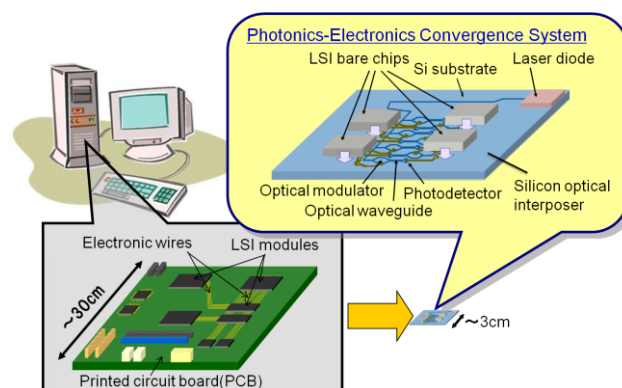 Photonics-Electronics Convergence System
LSI bare chips
Si substrate
Laser diode
Optical modulator
Optical waveguide
Photodetector
Silicon optical
interposer
Electronic wires
LSI modules
~30cm
~3cm
Printed circuit board(PCB)